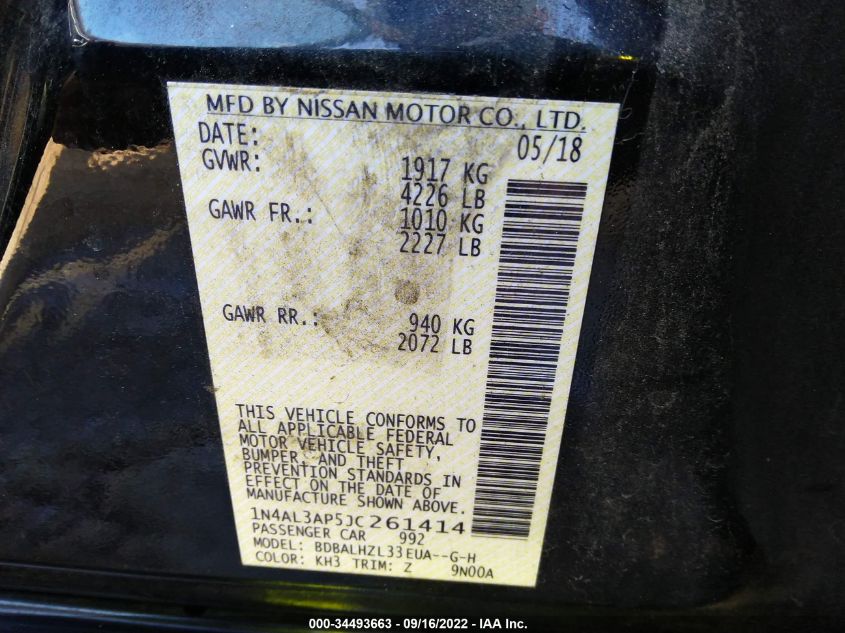 MFD BY NISSAN MOTOR CO., LTD.
DATE: 05/18
GVWR: 1917 KG
4226 LB
GAWR FR.: 1010 KG
2227 LB
GAWR RR.: 940 KG
2072 LB
THIS VEHICLE CONFORMS TO
ALL APPLICABLE FEDERAL
MOTOR VEHICLE SAFETY,
BUMPER, AND THEFT
PREVENTION STANDARDS IN
EFFECT ON THE DATE OF
MANUFACTURE SHOWN ABOVE.
1N4AL3AP5JC261414
PASSENGER CAR 992
MODEL: BDBALHZL33EUA--G-H
COLOR: KH3 TRIM: Z 9N00A
000-34493663 - 09/16/2022 - IAA Inc.